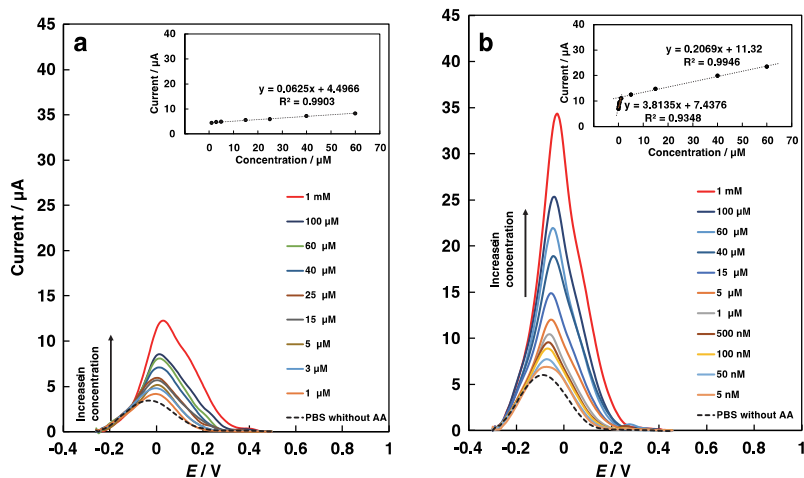 a
45
40
35
30
25
20
15
10
5
0
Current / µA
-0.4
-0.2
0
0.2
0.4
0.6
0.8
1
E / V
40
30
20
10
0
Current / µA
0
10
20
30
40
50
60
70
Concentration / µM
y = 0.0625x + 4.4966
R² = 0.9903
1 mM
100 µM
60 µM
40 µM
25 µM
15 µM
5 µM
3 µM
1 µM
PBS whithout AA
Increasein
concentration
b
45
40
35
30
25
20
15
10
5
0
-0.4
-0.2
0
0.2
0.4
0.6
0.8
1
E / V
40
30
20
10
0
Current / µA
0
10
20
30
40
50
60
70
Concentration / µM
y = 0.2069x + 11.32
R² = 0.9946
y = 3.8135x + 7.4376
R² = 0.9348
1 mM
100 µM
60 µM
40 µM
15 µM
5 µM
1 µM
500 nM
100 nM
50 nM
5 nM
PBS without AA
Increasein
concentration